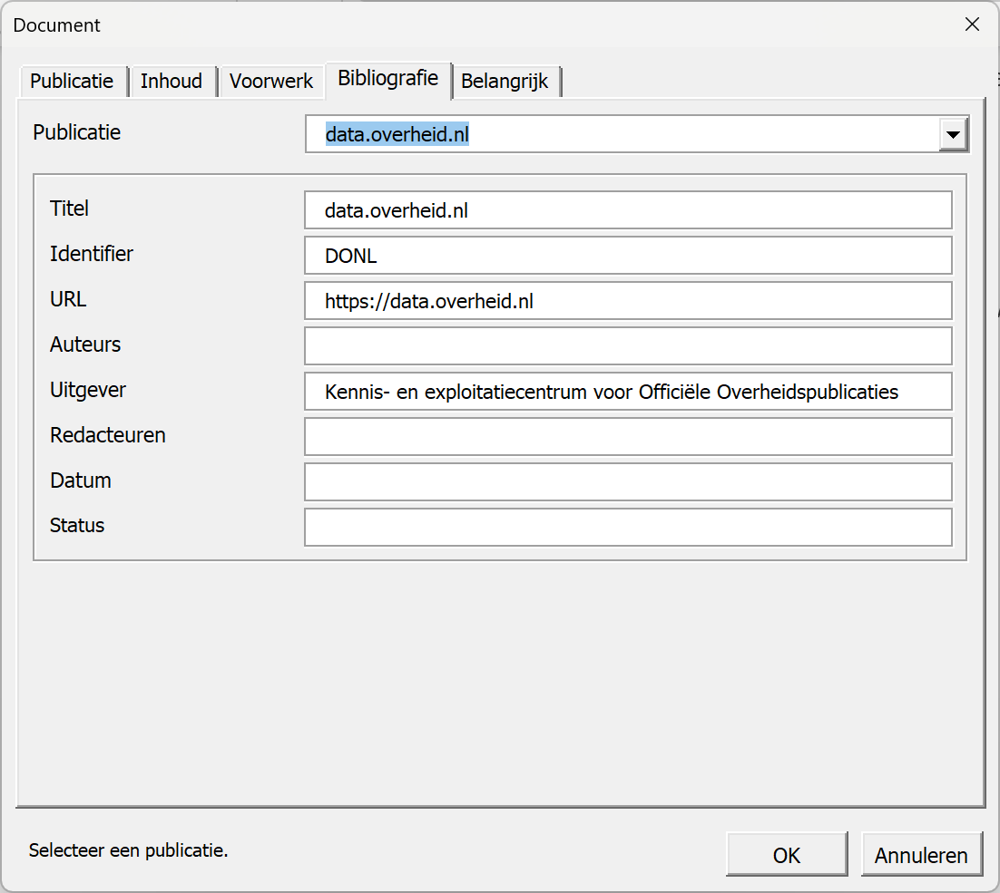 Document
Publicatie Inhoud Voorwerk Bibliografie Belangrijk
Publicatie data.overheid.nl
Titel data.overheid.nl
Identifier DONL
URL https://data.overheid.nl
Auteurs
Uitgever Kennis- en exploitatiecentrum voor Officiële Overheidspublicaties
Redacteuren
Datum
Status
Selecteer een publicatie. OK Annuleren